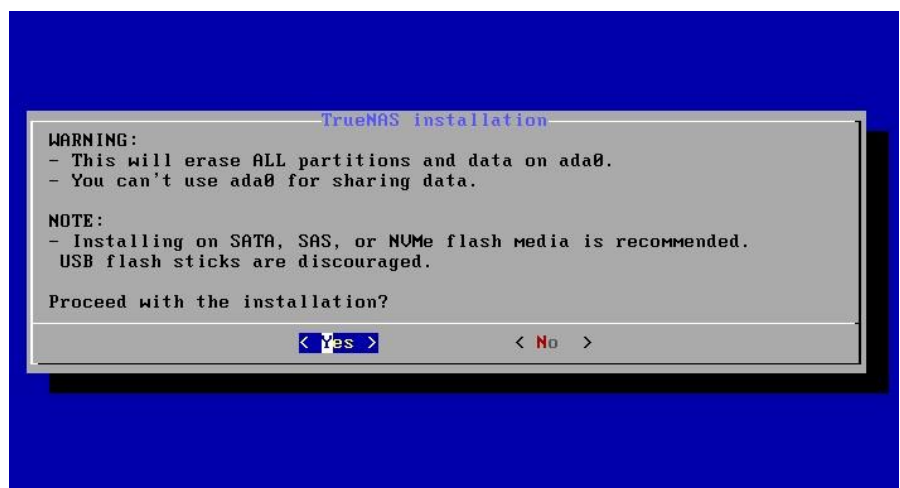 TrueNAS installation
WARNING:
- This will erase ALL partitions and data on ada0.
- You can't use ada0 for sharing data.
NOTE:
- Installing on SATA, SAS, or NVMe flash media is recommended.
USB flash sticks are discouraged.
Proceed with the installation?
< Yes > < No >